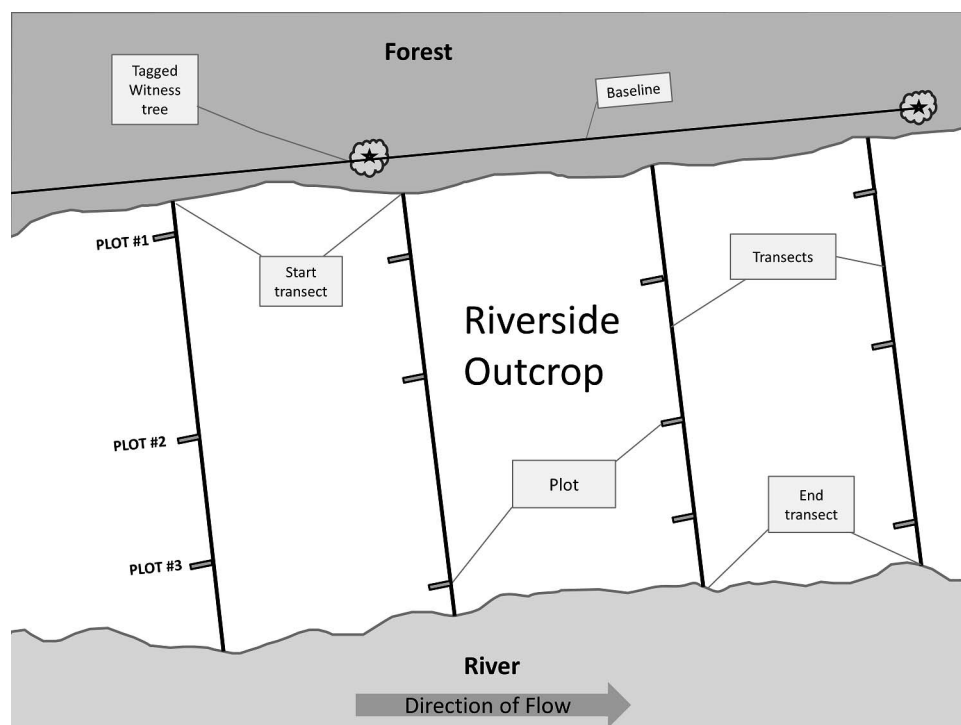 Forest
Tagged
Witness
tree
Baseline
PLOT #1
Start
transect
Transects
Riverside
Outcrop
PLOT #2
Plot
End
transect
PLOT #3
River
Direction of Flow